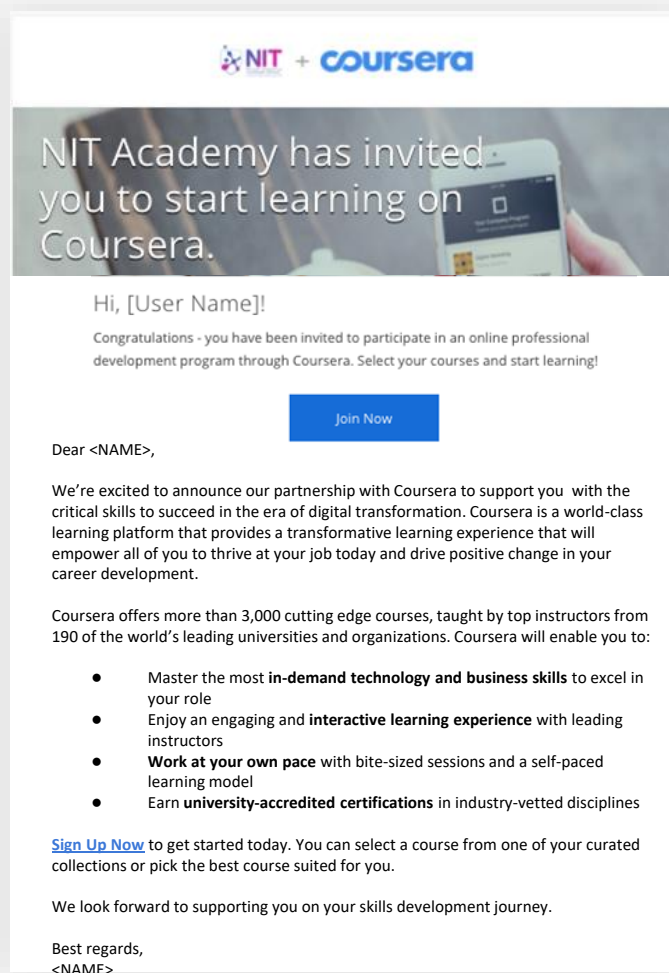 NIT + coursera
NIT Academy has invited
you to start learning on
Coursera.
Hi, [User Name]!
Congratulations - you have been invited to participate in an online professional
development program through Coursera. Select your courses and start learning!
Join Now
Dear <NAME>,
We’re excited to announce our partnership with Coursera to support you  with the
critical skills to succeed in the era of digital transformation. Coursera is a world-class
learning platform that provides a transformative learning experience that will
empower all of you to thrive at your job today and drive positive change in your
career development.
Coursera offers more than 3,000 cutting edge courses, taught by top instructors from
190 of the world’s leading universities and organizations. Coursera will enable you to:
● Master the most in-demand technology and business skills to excel in
your role
● Enjoy an engaging and interactive learning experience with leading
instructors
● Work at your own pace with bite-sized sessions and a self-paced
learning model
● Earn university-accredited certifications in industry-vetted disciplines
Sign Up Now to get started today. You can select a course from one of your curated
collections or pick the best course suited for you.
We look forward to supporting you on your skills development journey.
Best regards,
<NAME>